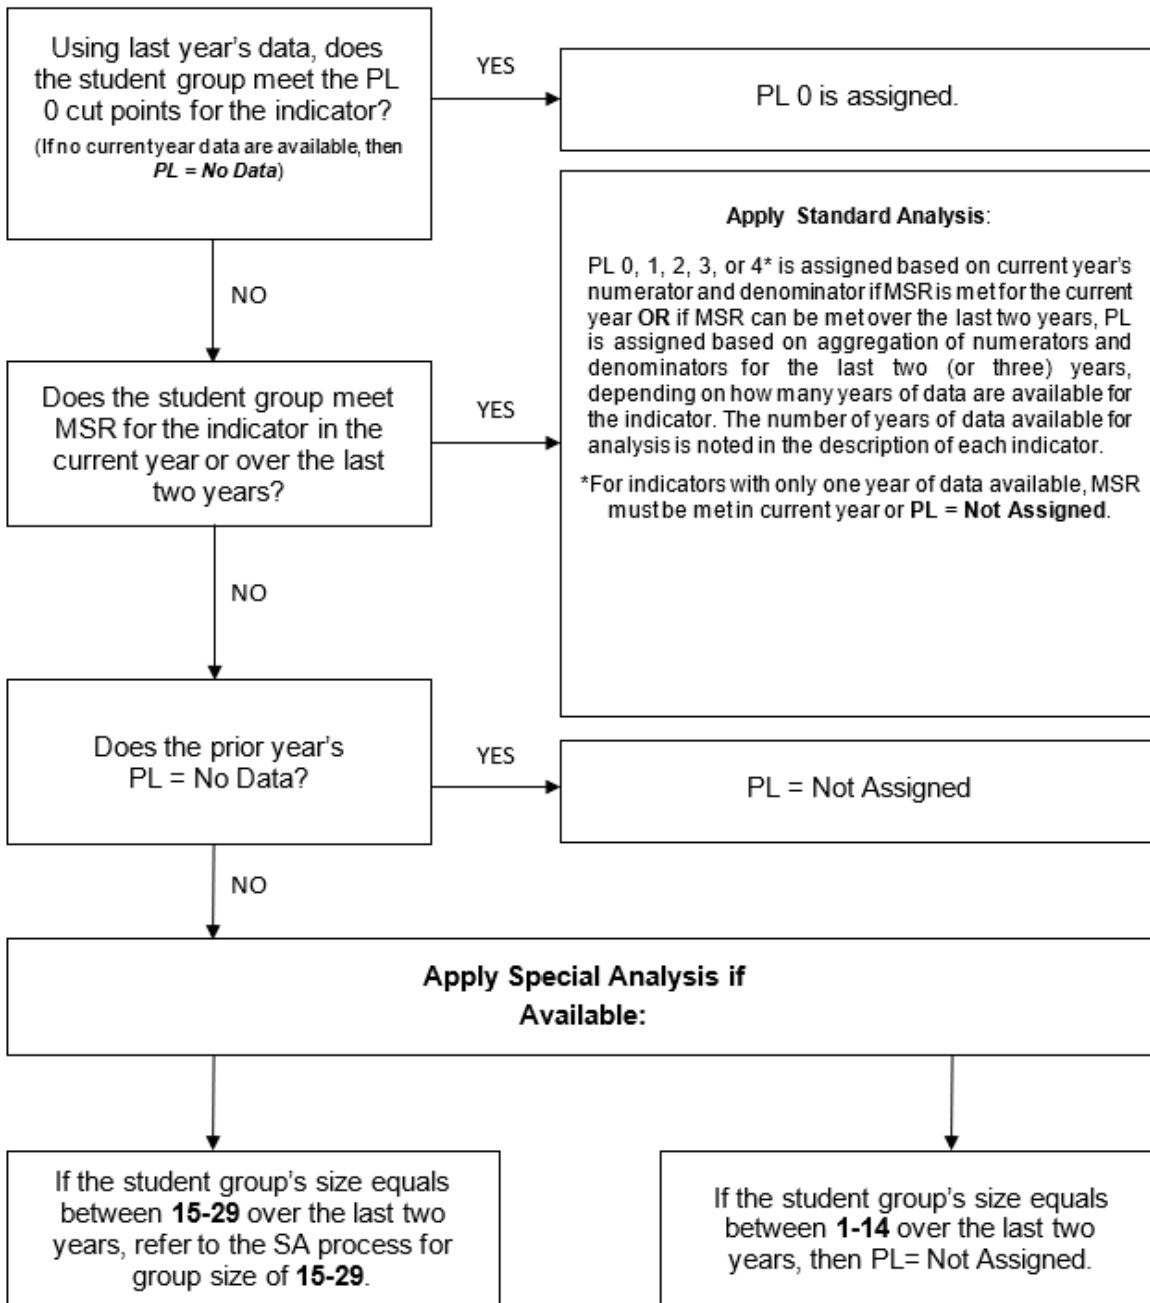 Using last year's data, does
the student group meet the PL
0 cut points for the indicator?
(If no current year data are available, then
PL = No Data)
YES
PL 0 is assigned.
NO
Apply Standard Analysis:
PL 0, 1, 2, 3, or 4* is assigned based on current year's
numerator and denominator if MSR is met for the current
year OR if MSR can be met over the last two years, PL
is assigned based on aggregation of numerators and
denominators for the last two (or three) years,
depending on how many years of data are available for
the indicator. The number of years of data available for
analysis is noted in the description of each indicator.
*For indicators with only one year of data available, MSR
must be met in current year or PL = Not Assigned.
Does the student group meet
MSR for the indicator in the
current year or over the last
two years?
YES
NO
Does the prior year's
PL = No Data?
YES
PL = Not Assigned
NO
Apply Special Analysis if
Available:
If the student group's size equals
between 15-29 over the last two
years, refer to the SA process for
group size of 15-29.
If the student group's size equals
between 1-14 over the last two
years, then PL= Not Assigned.